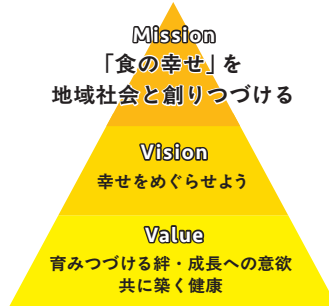 Mission
「食の幸せ」を
地域社会と創りつづける
Vision
幸せをめぐらせよう
Value
育みつづける絆・成長への意欲
共に築く健康